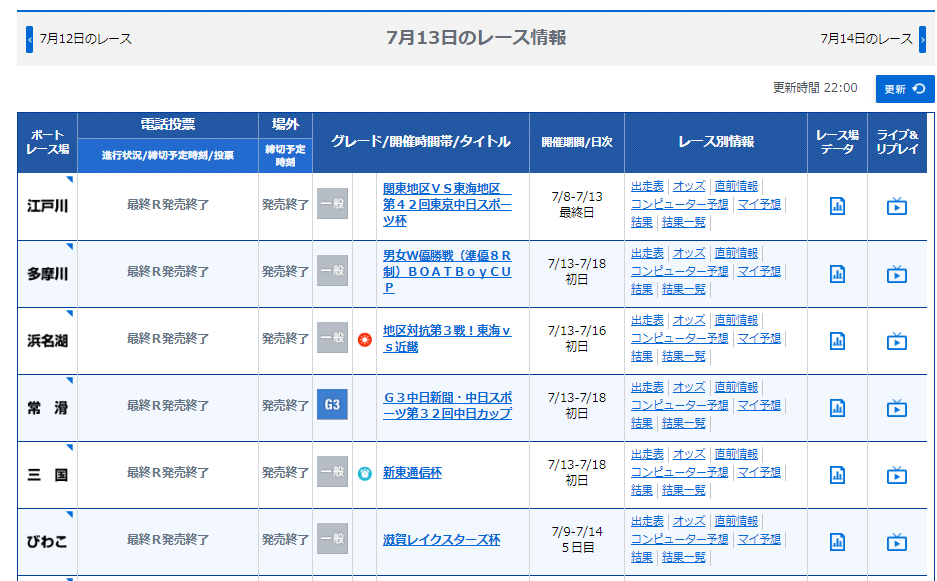 7月12日のレース
7月13日のレース情報
7月14日のレース
更新時間 22:00
更新
ボート
レース場
電話投票
進行状況/締切予定時刻/投票
場外
締切予定
時刻
グレード/開催時間帯/タイトル
開催期間/日次
レース別情報
レース場
データ
ライブ&
リプレイ
江戸川
最終R発売終了
発売終了
一般
関東地区VS東海地区
第42回東京中日スポー
ツ杯
7/8-7/13
最終日
出走表 オッズ 直前情報
コンピューター予想 マイ予想
結果 結果一覧
多摩川
最終R発売終了
発売終了
一般
男女W優勝戦(準優8R
制)BOATBoyCU
P
7/13-7/18
初日
出走表 オッズ 直前情報
コンピューター予想 マイ予想
結果 結果一覧
浜名湖
最終R発売終了
発売終了
一般
地区対抗第3戦!東海v
s近畿
7/13-7/16
初日
出走表 オッズ 直前情報
コンピューター予想 マイ予想
結果 結果一覧
常 滑
最終R発売終了
発売終了
G3
G3中日新聞・中日スポ
ーツ第32回中日カップ
7/13-7/18
初日
出走表 オッズ 直前情報
コンピューター予想 マイ予想
結果 結果一覧
三 国
最終R発売終了
発売終了
一般
新東通信杯
7/13-7/18
初日
出走表 オッズ 直前情報
コンピューター予想 マイ予想
結果 結果一覧
びわこ
最終R発売終了
発売終了
一般
滋賀レイクスターズ杯
7/9-7/14
5日目
出走表 オッズ 直前情報
コンピューター予想 マイ予想
結果 結果一覧